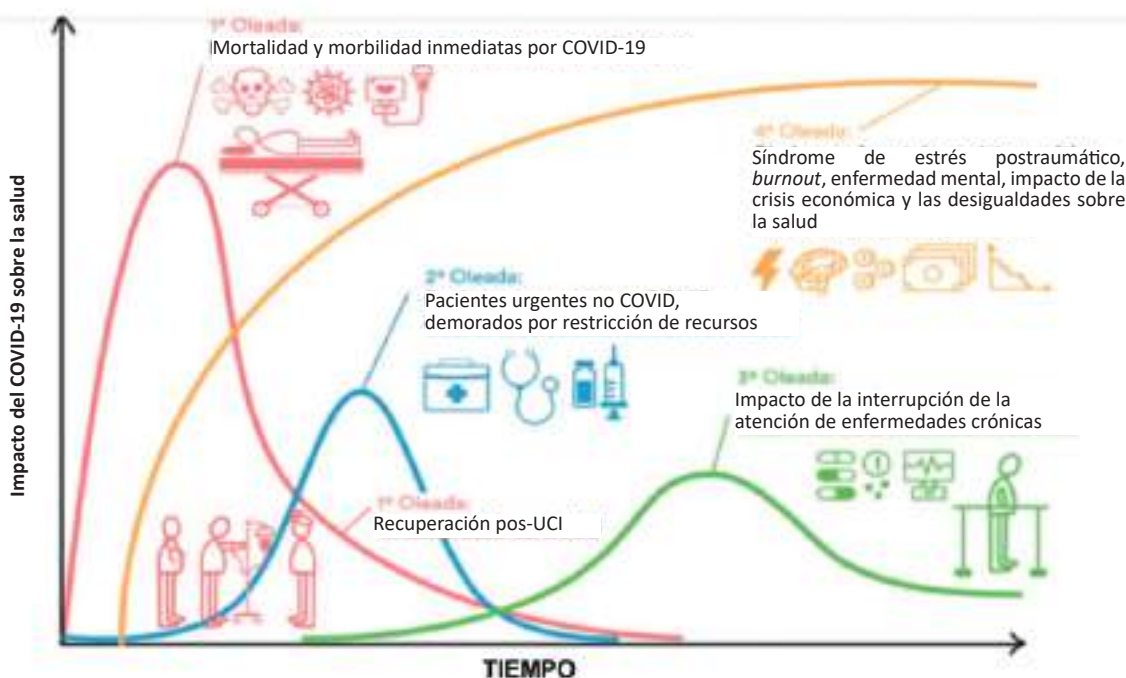 1ª Oleada:
Mortalidad y morbilidad inmediatas por COVID-19
4ª Oleada:
Síndrome de estrés postraumático,
burnout, enfermedad mental, impacto de la
crisis económica y las desigualdades sobre
la salud
2ª Oleada:
Pacientes urgentes no COVID,
demorados por restricción de recursos
3ª Oleada:
Impacto de la interrupción de la
atención de enfermedades crónicas
1ª Oleada:
Recuperación pos-UCI
Impacto del COVID-19 sobre la salud
TIEMPO